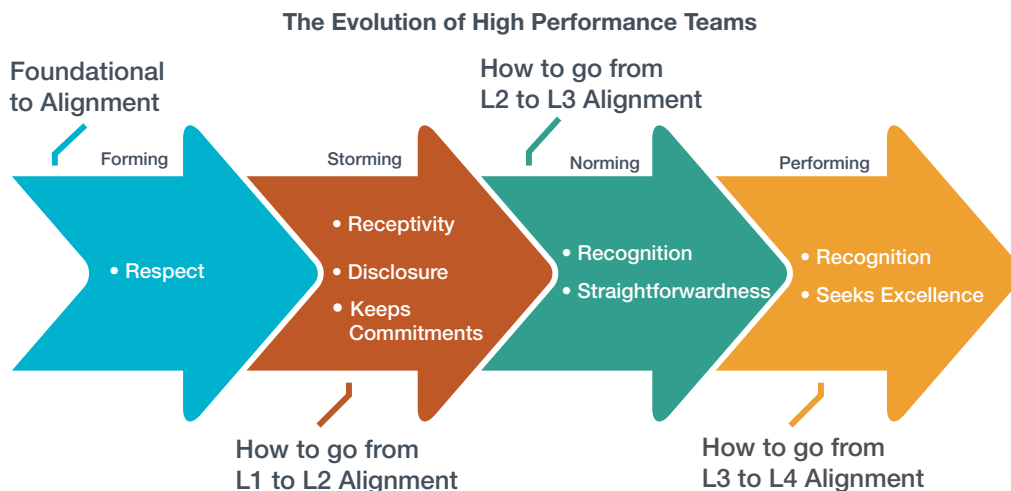 The Evolution of High Performance Teams
Foundational
to Alignment
How to go from
L2 to L3 Alignment
Forming
Storming
Norming
Performing
• Respect
• Receptivity
• Disclosure
• Keeps
Commitments
• Recognition
• Straightforwardness
• Recognition
• Seeks Excellence
How to go from
L1 to L2 Alignment
How to go from
L3 to L4 Alignment